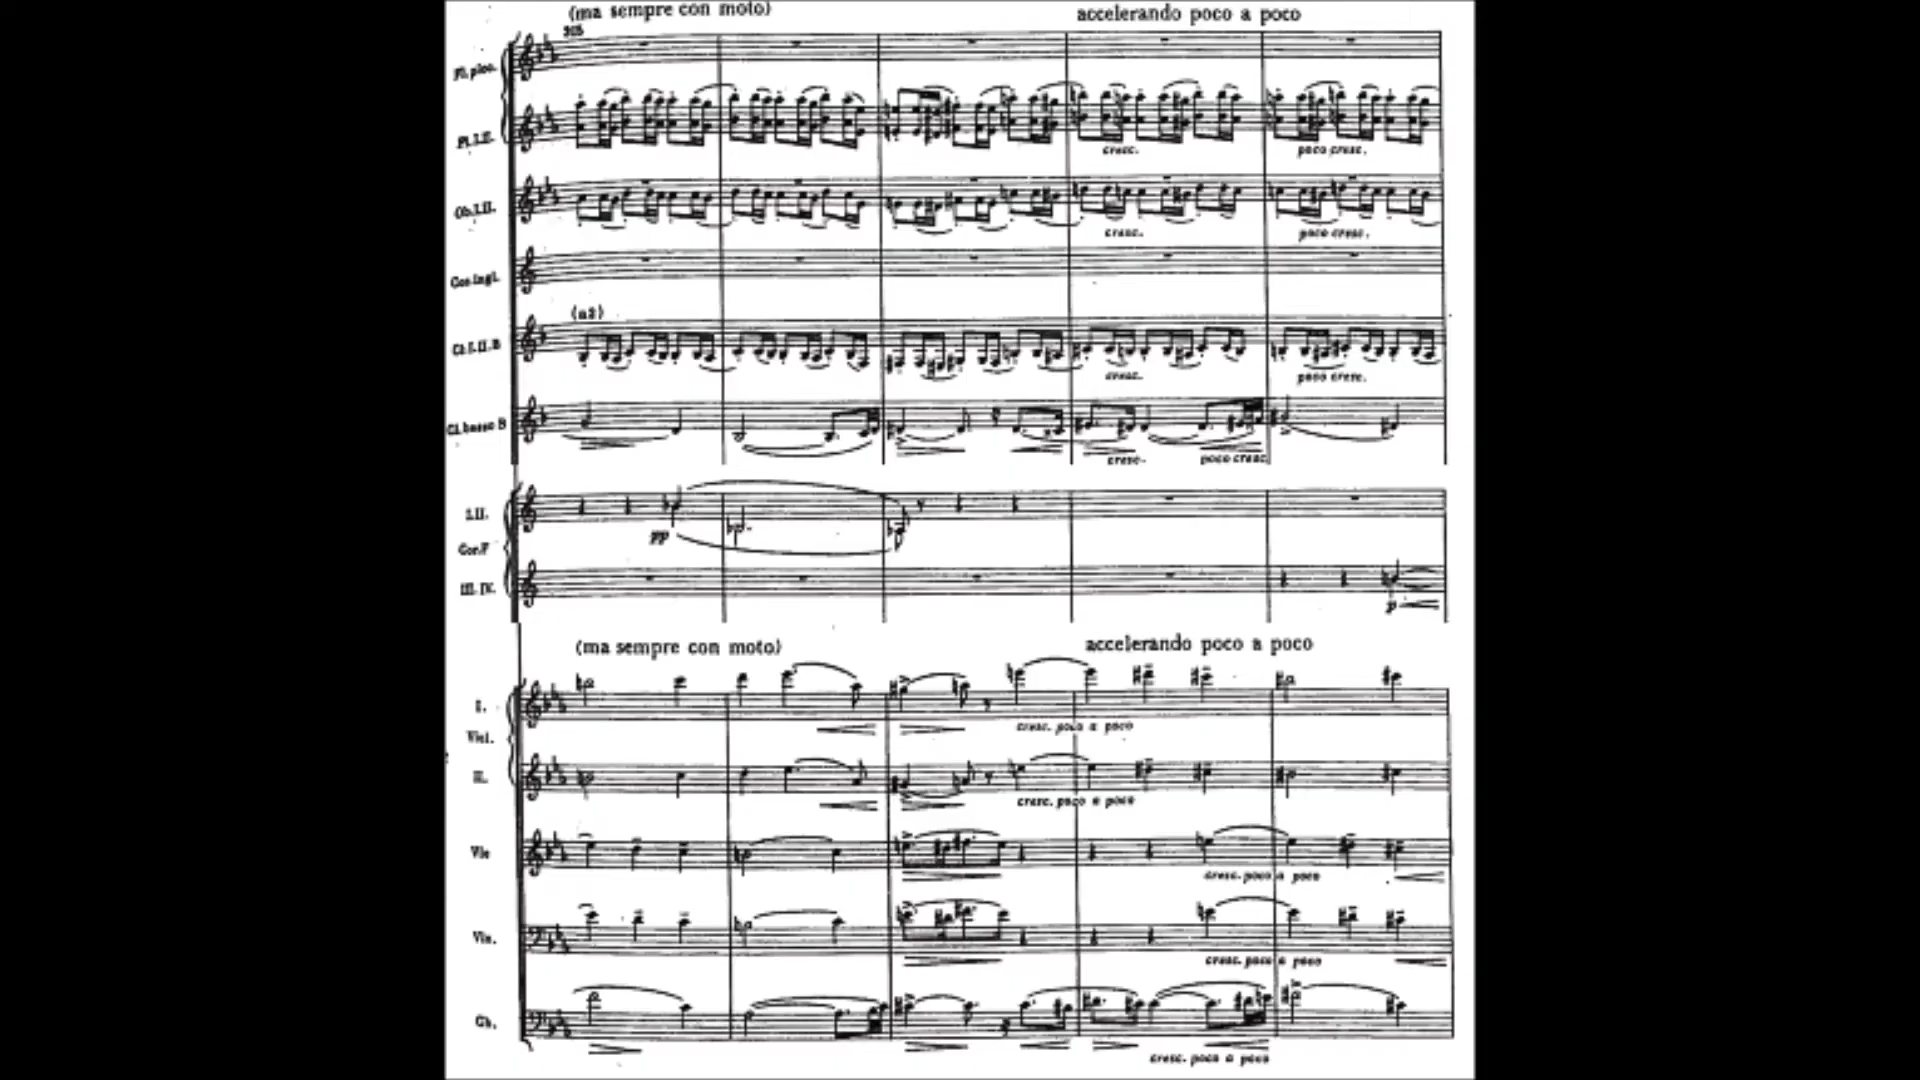 (ma sempre con moto)
accelerando poco a poco
315
Fl. picc.
Fl. I.II.
cresc.
poco cresc.
Ob. I.II.
cresc.
poco cresc.
Cor. ingl.
(a2)
Cl. I.II. B
cresc.
poco cresc.
Cl. basso B
cresc.
poco cresc.
I.II.
pp
Cor. F
III. IV.
p
(ma sempre con moto)
accelerando poco a poco
I.
Viol.
cresc. poco a poco
II.
cresc. poco a poco
Vle
cresc. poco a poco
cresc. poco a poco
Cb.
cresc. poco a poco